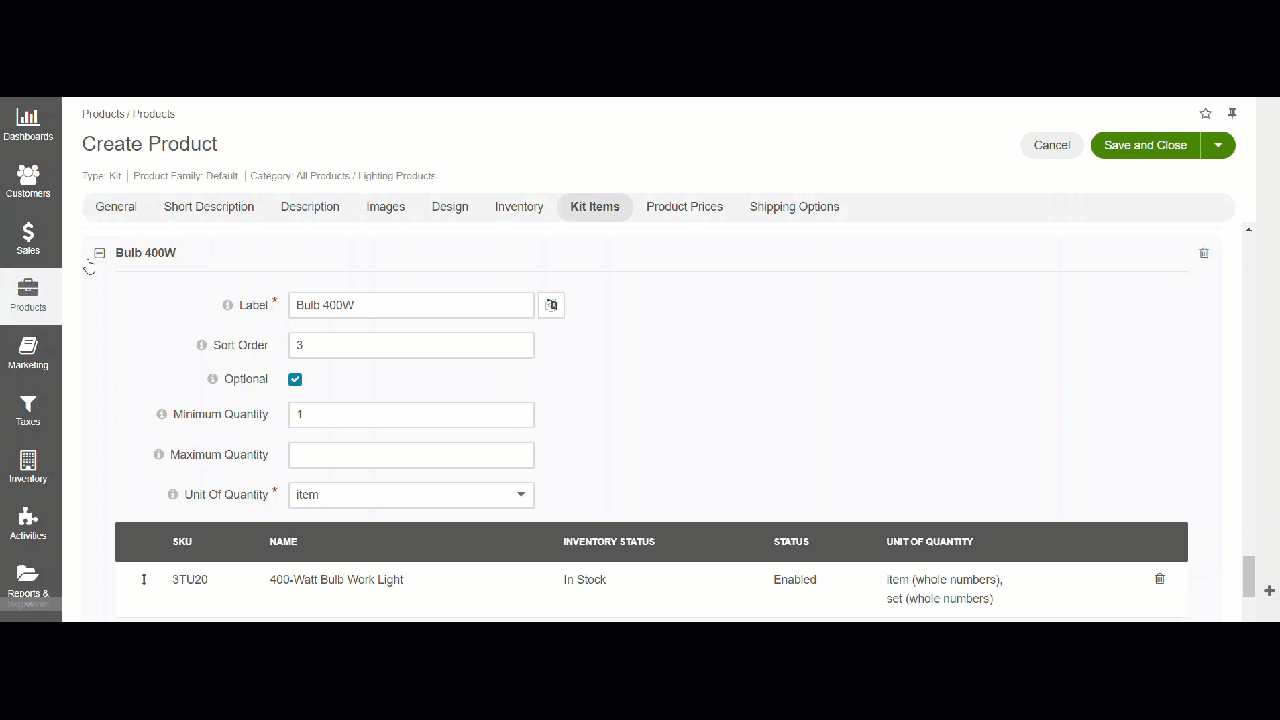 Products / Products
Create Product
Cancel
Save and Close
Type: Kit | Product Family: Default | Category: All Products / Lighting Products
General Short Description Description Images Design Inventory Kit Items Product Prices Shipping Options
Dashboards
Customers
Sales
Products
Marketing
Taxes
Inventory
Activities
Reports &
Segments
Bulb 400W
Label * Bulb 400W
Sort Order 3
Optional
Minimum Quantity 1
Maximum Quantity
Unit Of Quantity * item
SKU NAME INVENTORY STATUS STATUS UNIT OF QUANTITY
3TU20 400-Watt Bulb Work Light In Stock Enabled item (whole numbers),
set (whole numbers)